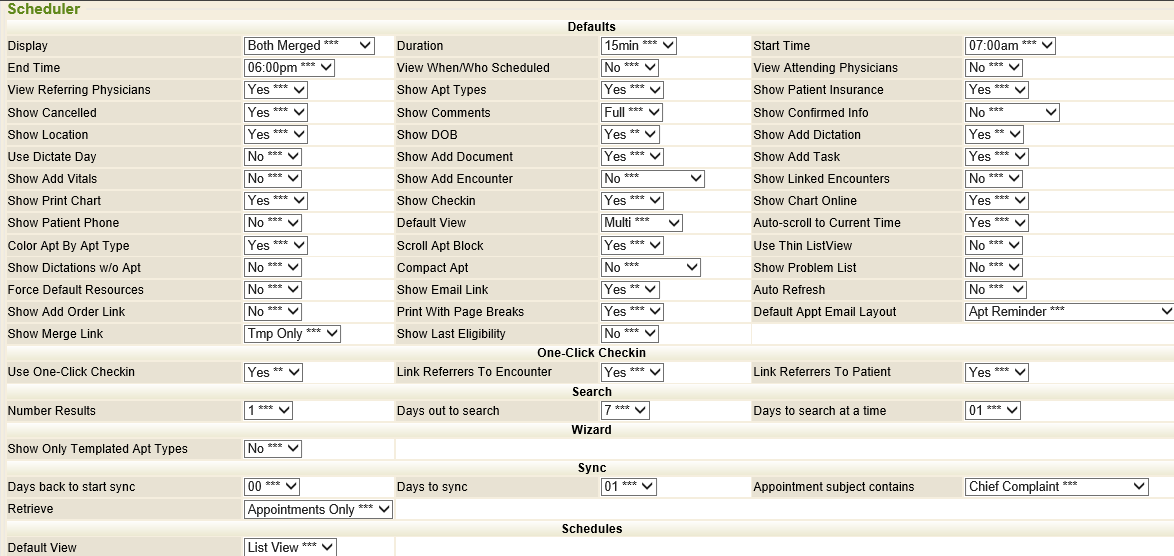 Scheduler
Defaults
Display Both Merged *** Duration 15min *** Start Time 07:00am ***
End Time 06:00pm *** View When/Who Scheduled No *** View Attending Physicians No ***
View Referring Physicians Yes *** Show Apt Types Yes *** Show Patient Insurance Yes ***
Show Cancelled Yes *** Show Comments Full *** Show Confirmed Info No ***
Show Location Yes *** Show DOB Yes ** Show Add Dictation Yes **
Use Dictate Day No *** Show Add Document Yes *** Show Add Task Yes ***
Show Add Vitals No *** Show Add Encounter No *** Show Linked Encounters No ***
Show Print Chart Yes *** Show Checkin Yes *** Show Chart Online Yes ***
Show Patient Phone No *** Default View Multi *** Auto-scroll to Current Time Yes ***
Color Apt By Apt Type Yes *** Scroll Apt Block Yes *** Use Thin ListView No ***
Show Dictations w/o Apt No *** Compact Apt No *** Show Problem List No ***
Force Default Resources No *** Show Email Link Yes ** Auto Refresh No ***
Show Add Order Link No *** Print With Page Breaks Yes *** Default Appt Email Layout Apt Reminder ***
Show Merge Link Tmp Only *** Show Last Eligibility No ***
One-Click Checkin
Use One-Click Checkin Yes ** Link Referrers To Encounter Yes *** Link Referrers To Patient Yes ***
Search
Number Results 1 *** Days out to search 7 *** Days to search at a time 01 ***
Wizard
Show Only Templated Apt Types No ***
Sync
Days back to start sync 00 *** Days to sync 01 *** Appointment subject contains Chief Complaint ***
Retrieve Appointments Only ***
Schedules
Default View List View ***